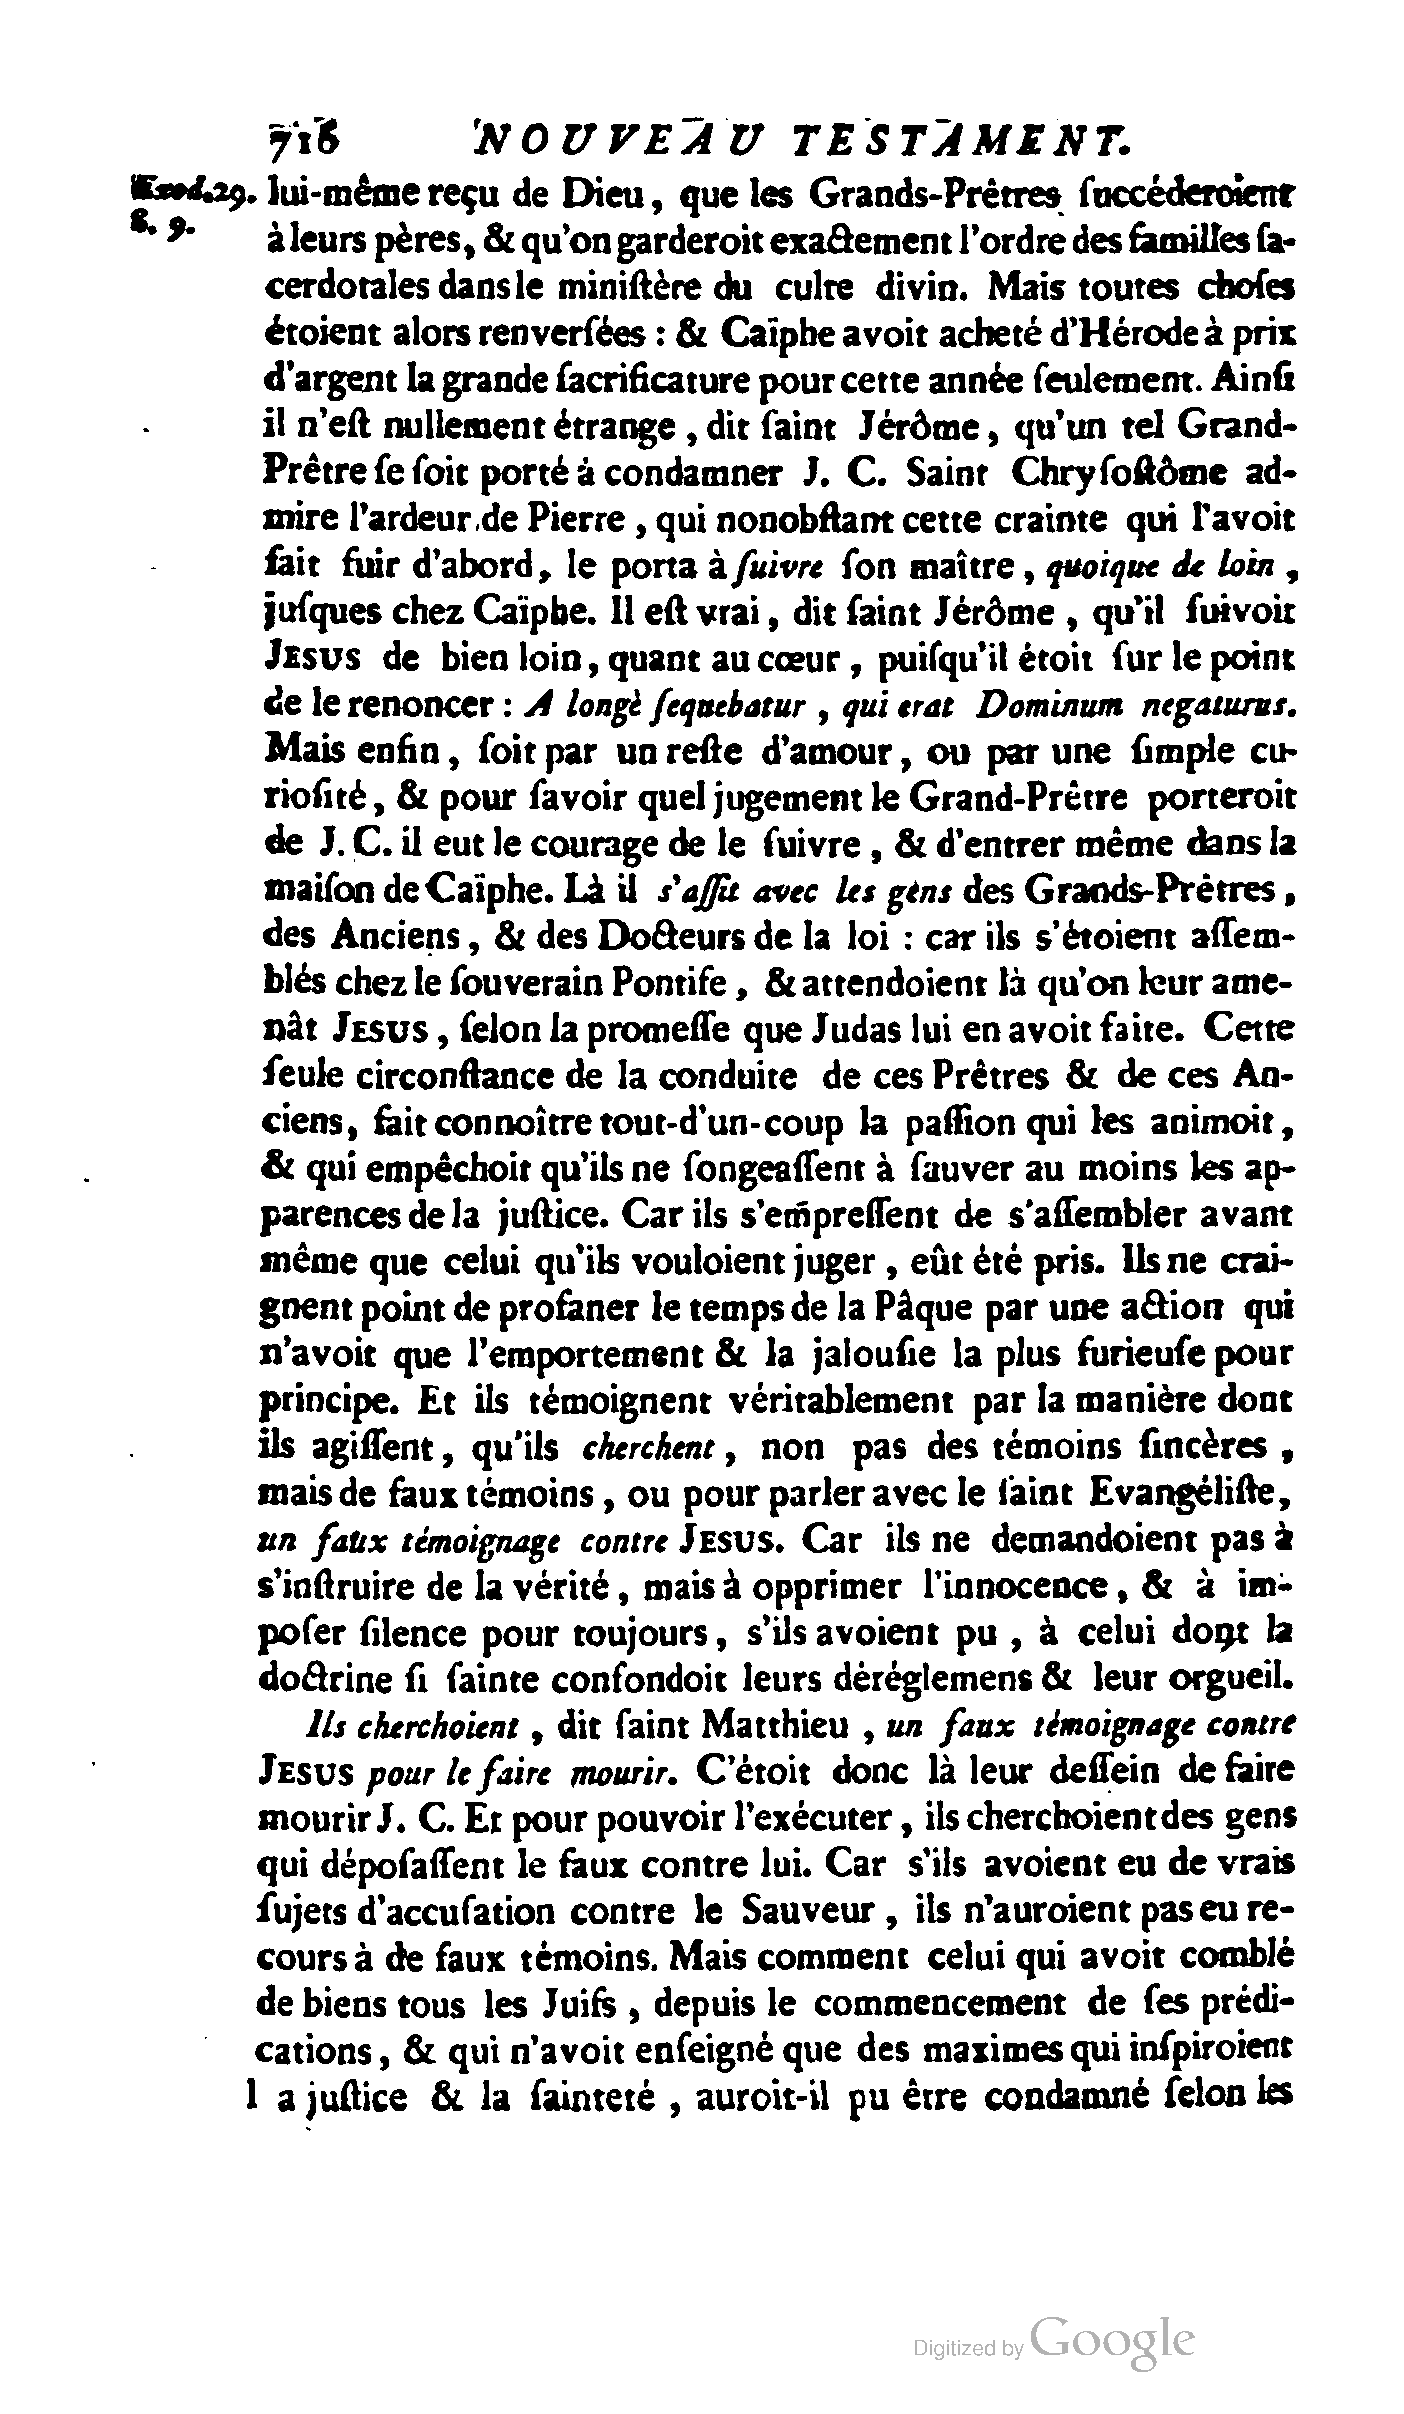 716 NOUVEAU TESTAMENT.
Exod. 29. lui-même reçu de Dieu, que les Grands-Prêtres ſuccéderoient
8. 9. à leurs pères, & qu'on garderoit exactement l'ordre des familles ſa-
cerdotales dans le miniſtère du culte divin. Mais toutes choſes
étoient alors renverſées : & Caïphe avoit acheté d'Hérode à prix
d'argent la grande ſacrificature pour cette année ſeulement. Ainſi
il n'eſt nullement étrange, dit ſaint Jérôme, qu'un tel Grand-
Prêtre ſe ſoit porté à condamner J. C. Saint Chryſoſtôme ad-
mire l'ardeur de Pierre, qui nonobſtant cette crainte qui l'avoit
fait fuir d'abord, le porta à ſuivre ſon maître, quoique de loin,
juſques chez Caïphe. Il eſt vrai, dit ſaint Jérôme, qu'il ſuivoit
JESUS de bien loin, quant au cœur, puiſqu'il étoit ſur le point
de le renoncer : A longè ſequebatur, qui erat Dominum negaturus.
Mais enfin, ſoit par un reſte d'amour, ou par une ſimple cu-
rioſité, & pour ſavoir quel jugement le Grand-Prêtre porteroit
de J. C. il eut le courage de le ſuivre, & d'entrer même dans la
maiſon de Caïphe. Là il s'aſſit avec les gens des Grands-Prêtres,
des Anciens, & des Docteurs de la loi : car ils s'étoient aſſem-
blés chez le ſouverain Pontife, & attendoient là qu'on leur ame-
nât JESUS, ſelon la promeſſe que Judas lui en avoit faite. Cette
ſeule circonſtance de la conduite de ces Prêtres & de ces An-
ciens, fait connoître tout-d'un-coup la paſſion qui les animoit,
& qui empêchoit qu'ils ne ſongeaſſent à ſauver au moins les ap-
parences de la juſtice. Car ils s'empreſſent de s'aſſembler avant
même que celui qu'ils vouloient juger, eût été pris. Ils ne crai-
gnent point de profaner le temps de la Pâque par une action qui
n'avoit que l'emportement & la jalouſie la plus furieuſe pour
principe. Et ils témoignent véritablement par la manière dont
ils agiſſent, qu'ils cherchent, non pas des témoins ſincères,
mais de faux témoins, ou pour parler avec le ſaint Evangéliſte,
un faux témoignage contre JESUS. Car ils ne demandoient pas à
s'inſtruire de la vérité, mais à opprimer l'innocence, & à im-
poſer ſilence pour toujours, s'ils avoient pu, à celui dont la
doctrine ſi ſainte confondoit leurs déréglemens & leur orgueil.
Ils cherchoient, dit ſaint Matthieu, un faux témoignage contre
JESUS pour le faire mourir. C'étoit donc là leur deſſein de faire
mourir J. C. Et pour pouvoir l'exécuter, ils cherchoient des gens
qui dépoſaſſent le faux contre lui. Car s'ils avoient eu de vrais
ſujets d'accuſation contre le Sauveur, ils n'auroient pas eu re-
cours à de faux témoins. Mais comment celui qui avoit comblé
de biens tous les Juifs, depuis le commencement de ſes prédi-
cations, & qui n'avoit enſeigné que des maximes qui inſpiroient
l a juſtice & la ſainteté, auroit-il pu être condamné ſelon les
Digitized by Google